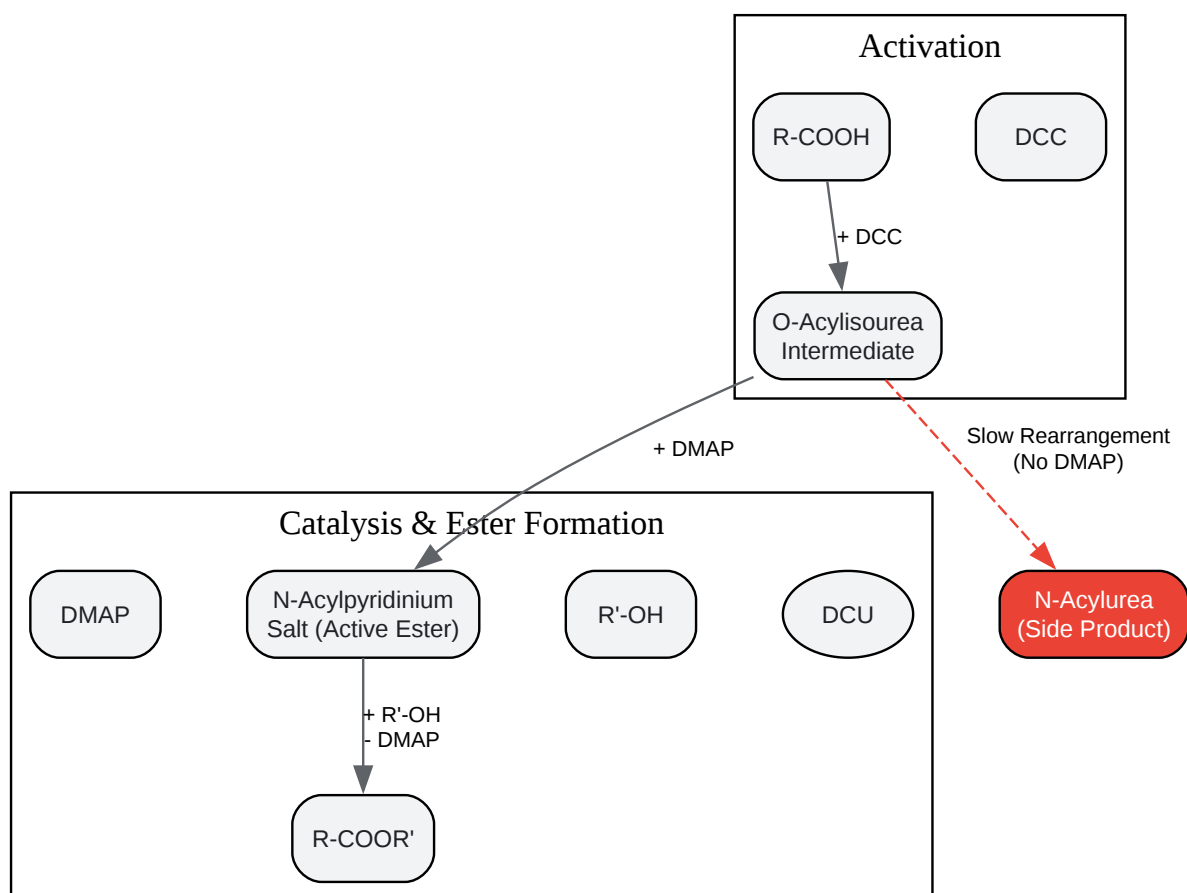 Activation
R-COOH
DCC
+ DCC
O-Acylisourea
Intermediate
+ DMAP
Slow Rearrangement
(No DMAP)
Catalysis & Ester Formation
DMAP
N-Acylpyridinium
Salt (Active Ester)
R'-OH
DCU
N-Acylurea
(Side Product)
+ R'-OH
- DMAP
R-COOR'